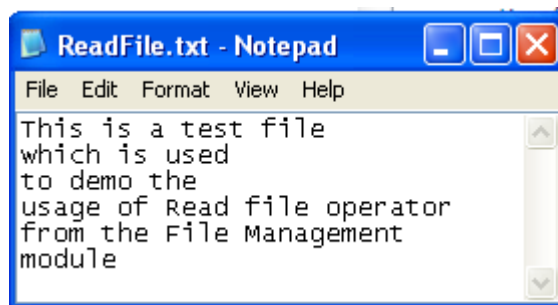 ReadFile.txt - Notepad
File Edit Format View Help
This is a test file
which is used
to demo the
usage of Read file operator
from the File Management
module